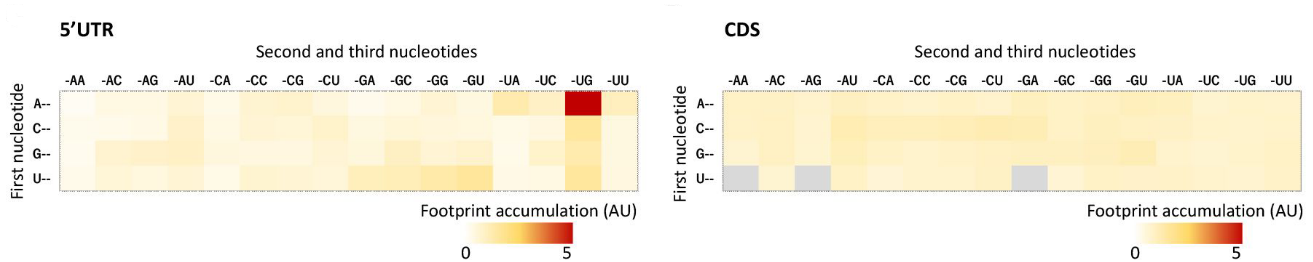 5’UTR
Second and third nucleotides
-AA -AC -AG -AU -CA -CC -CG -CU -GA -GC -GG -GU -UA -UC -UG -UU
First nucleotide
A--
C--
G--
U--
Footprint accumulation (AU)
0 5
CDS
Second and third nucleotides
-AA -AC -AG -AU -CA -CC -CG -CU -GA -GC -GG -GU -UA -UC -UG -UU
First nucleotide
A--
C--
G--
U--
Footprint accumulation (AU)
0 5